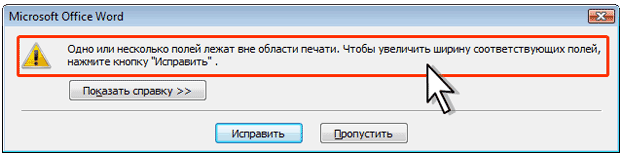 Microsoft Office Word
Одно или несколько полей лежат вне области печати. Чтобы увеличить ширину соответствующих полей,
нажмите кнопку "Исправить" .
Показать справку >>
Исправить
Пропустить